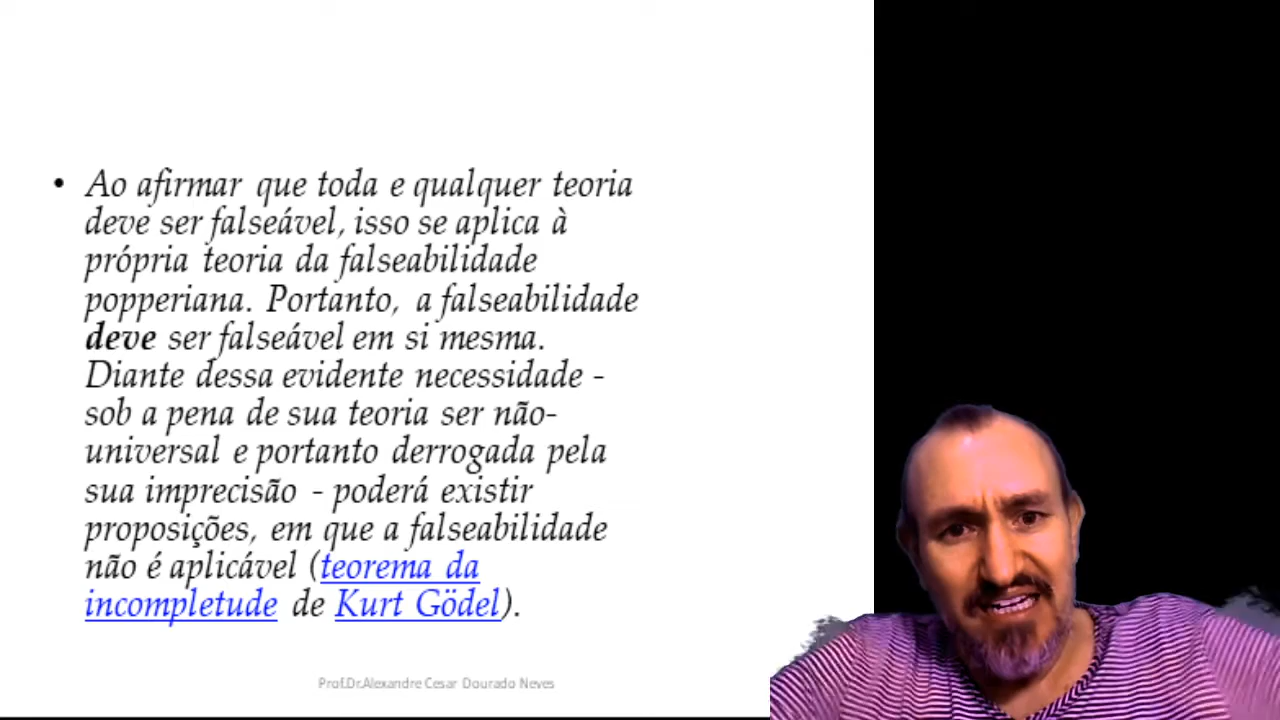 • Ao afirmar que toda e qualquer teoria
deve ser falseável, isso se aplica à
própria teoria da falseabilidade
popperiana. Portanto, a falseabilidade
deve ser falseável em si mesma.
Diante dessa evidente necessidade -
sob a pena de sua teoria ser não-
universal e portanto derrogada pela
sua imprecisão - poderá existir
proposições, em que a falseabilidade
não é aplicável (teorema da
incompletude de Kurt Gödel).
Prof.Dr.Alexandre Cesar Dourado Neves